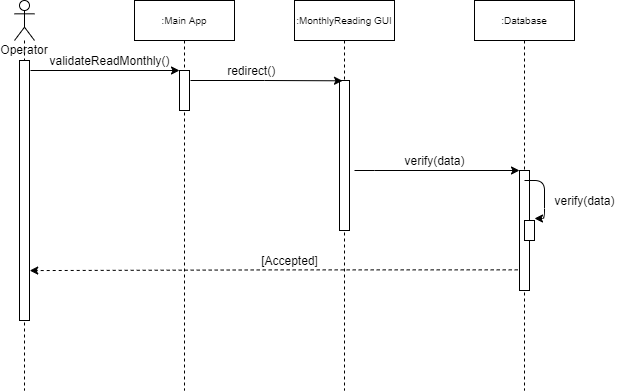 :Main App
:MonthlyReading GUI
:Database
Operator
validateReadMonthly()
redirect()
verify(data)
verify(data)
[Accepted]